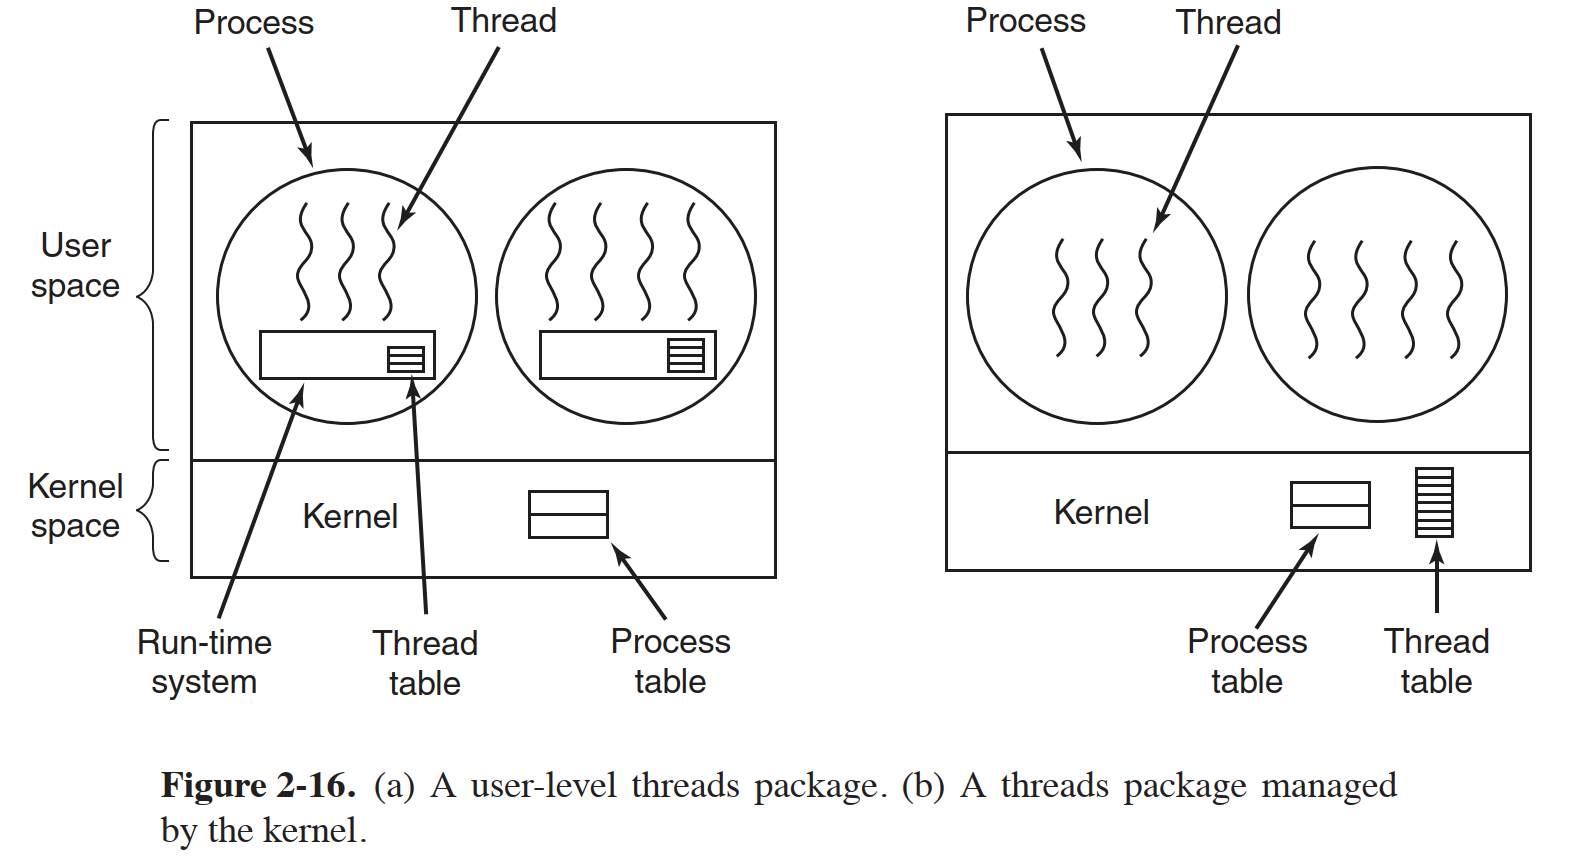 Process
Thread
Process
Thread
User
space
Kernel
space
Kernel
Kernel
Run-time
system
Thread
table
Process
table
Process
table
Thread
table
Figure 2-16. (a) A user-level threads package. (b) A threads package managed
by the kernel.